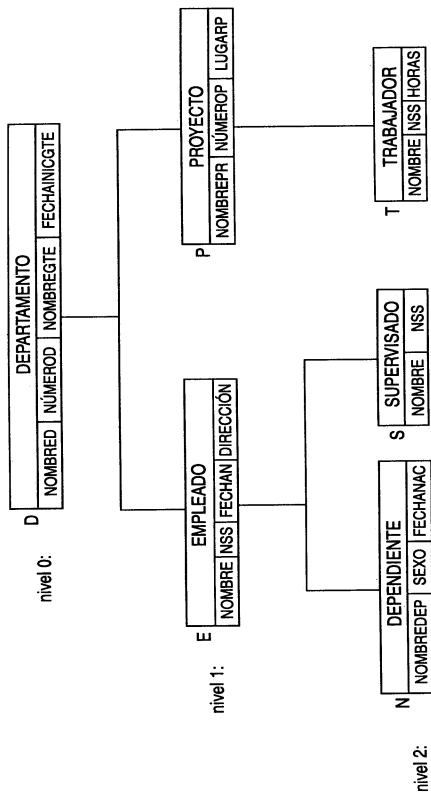 D
DEPARTAMENTO
nivel 0:
NOMBRED NÚMEROD NOMBREGTE FECHAINICGTE
E
EMPLEADO
P
PROYECTO
nivel 1:
NOMBRE NSS FECHAN DIRECCIÓN
NOMBREPR NÚMEROP LUGARP
N
DEPENDIENTE
S
SUPERVISADO
T
TRABAJADOR
nivel 2:
NOMBREDEP SEXO FECHANAC
NOMBRE NSS
NOMBRE NSS HORAS